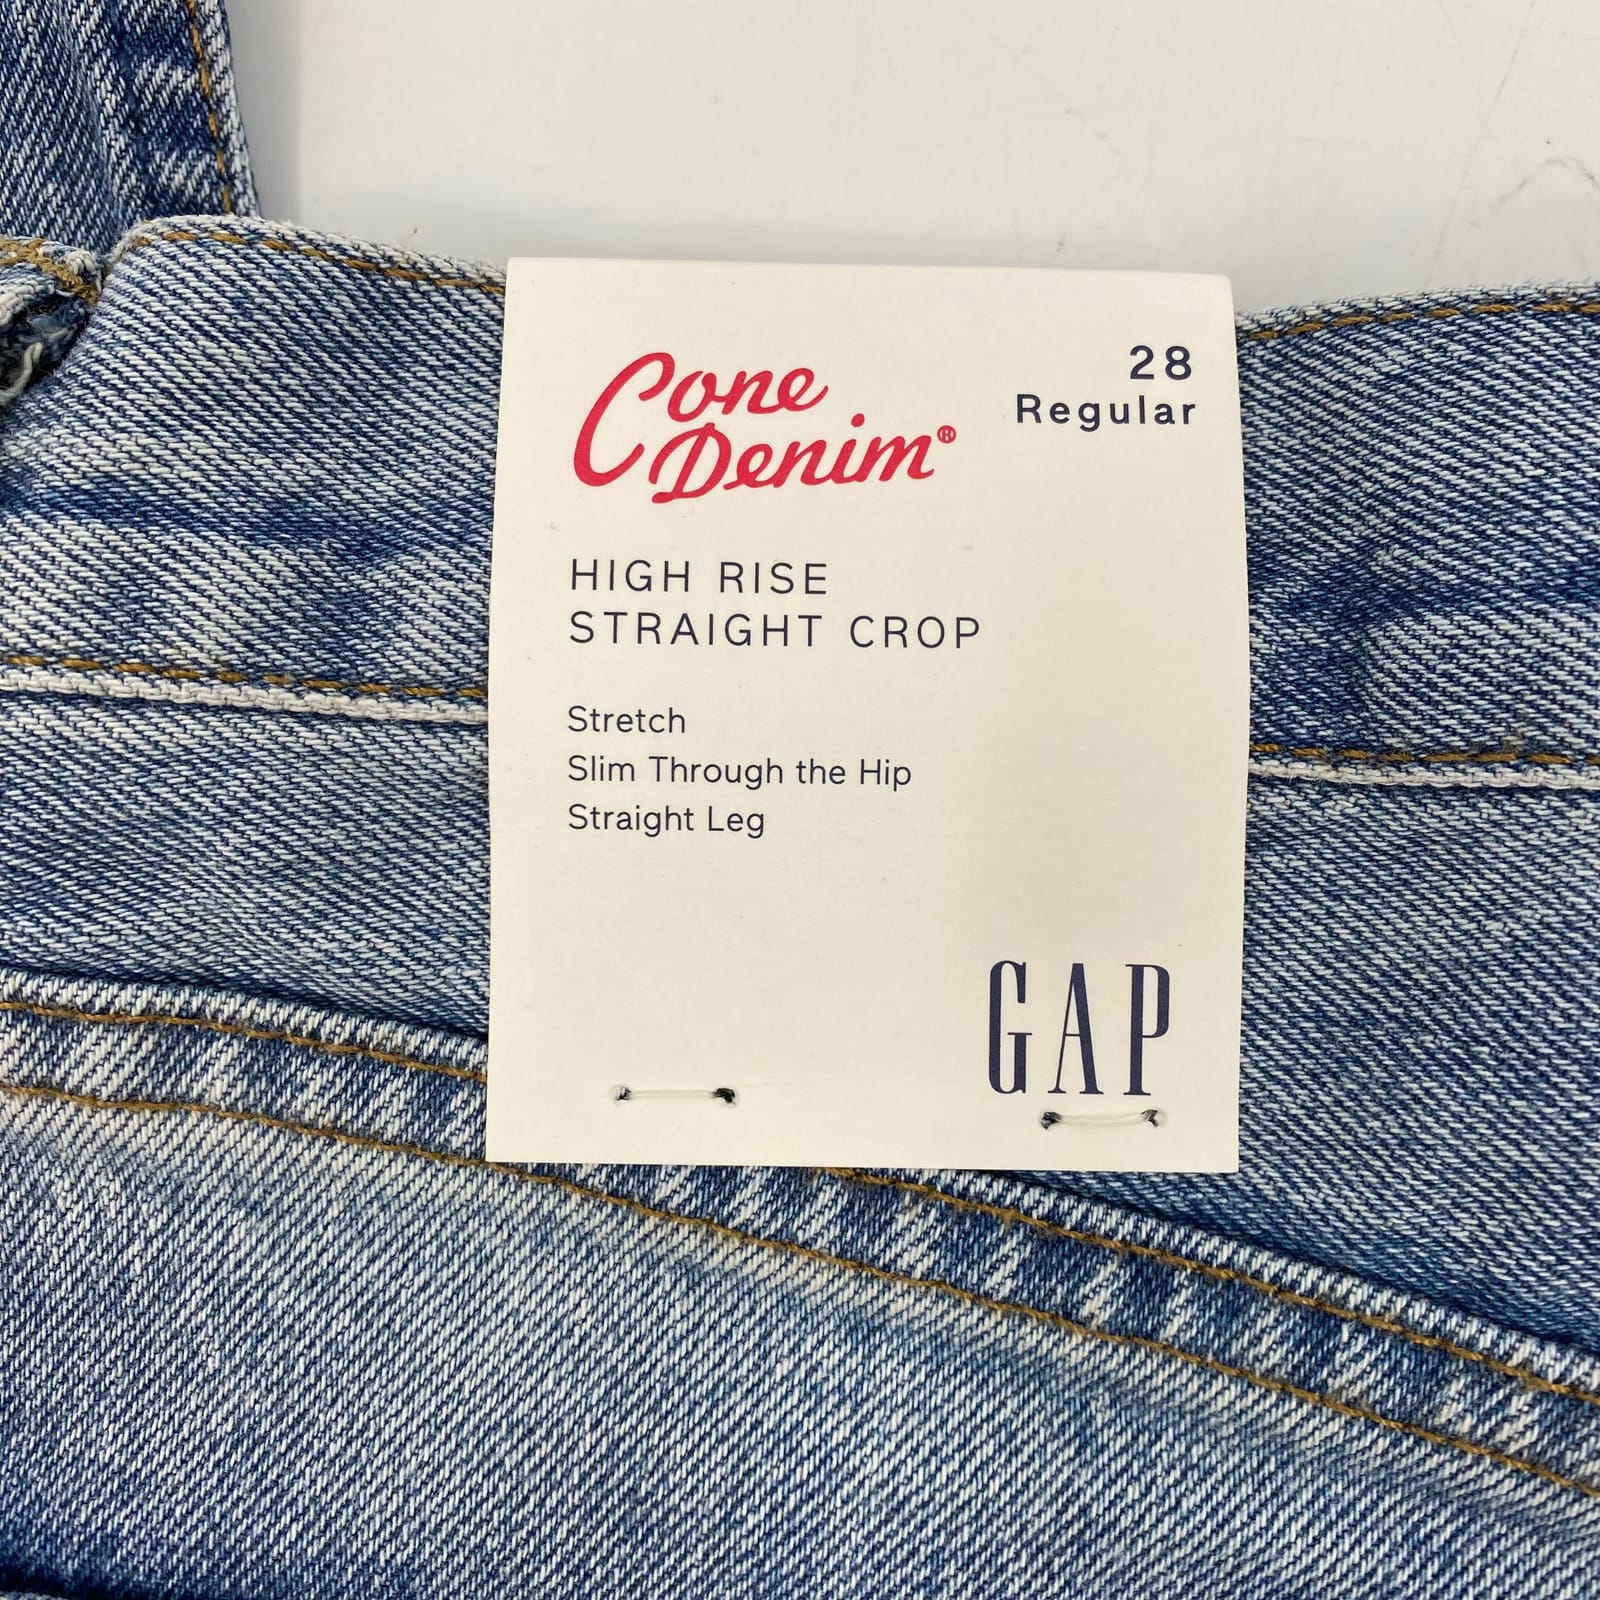 Cone
Denim®
28
Regular
HIGH RISE
STRAIGHT CROP
Stretch
Slim Through the Hip
Straight Leg
GAP